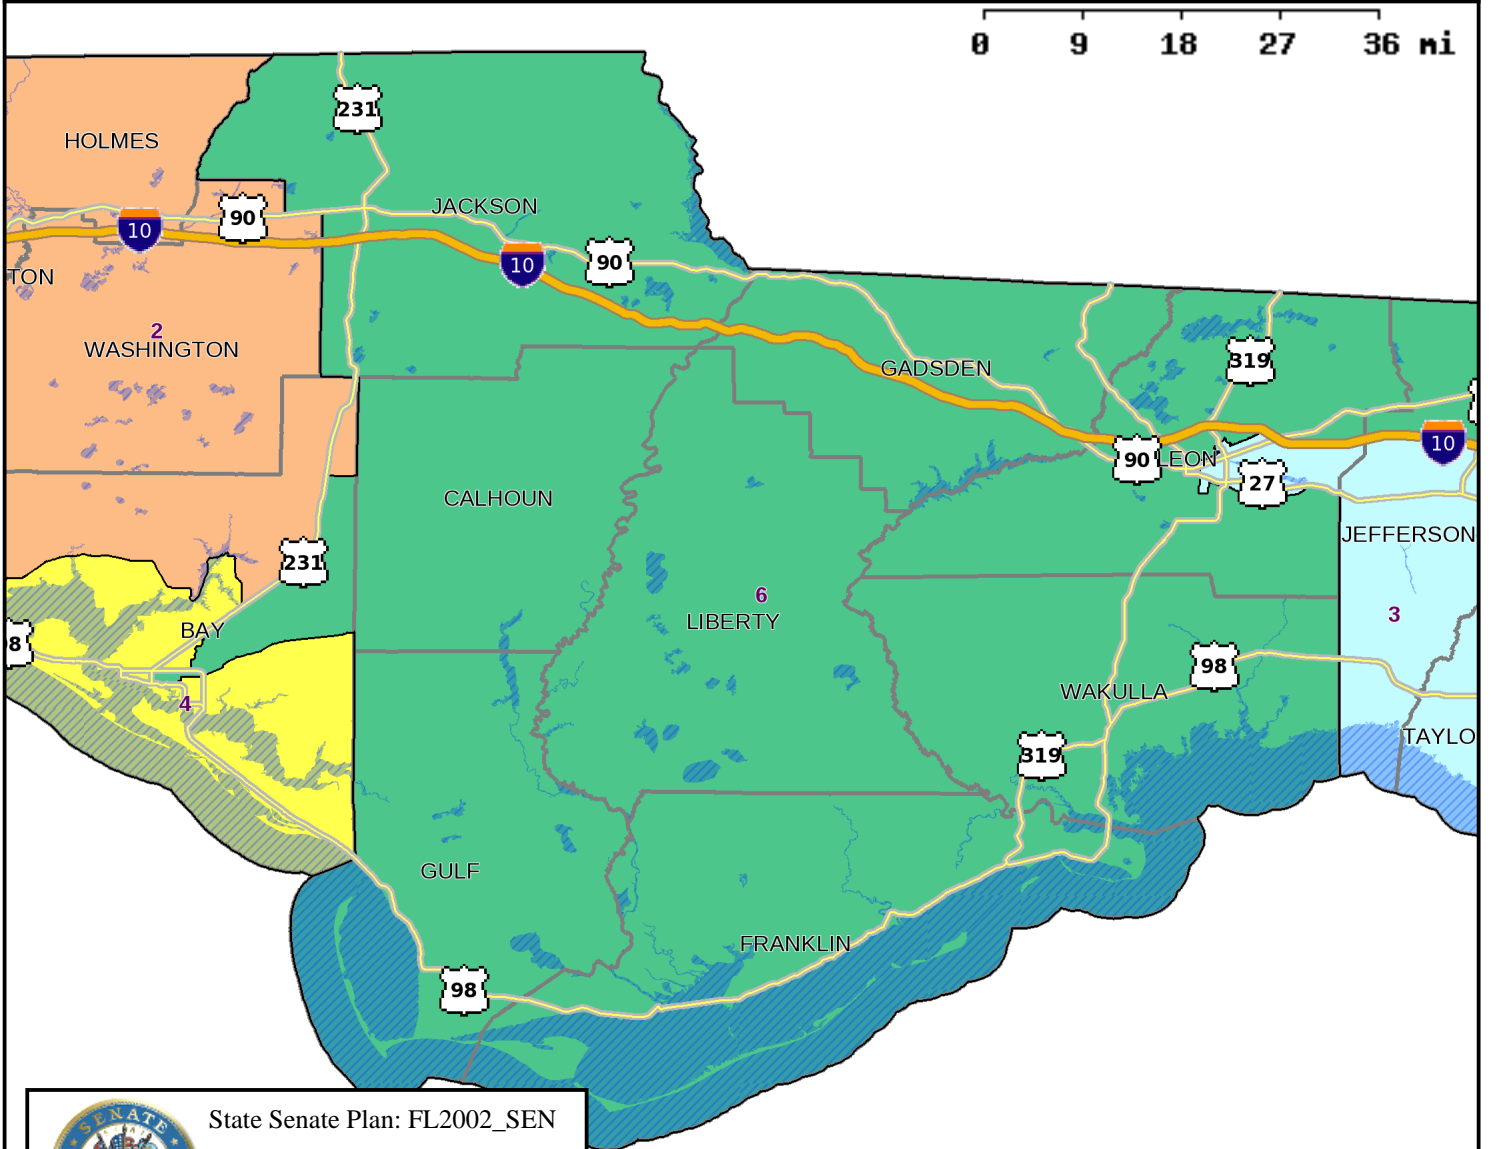 0 9 18 27 36 mi
231
HOLMES
90
JACKSON
10
90
10
TON
2
WASHINGTON
319
GADSDEN
90
LEON
10
27
CALHOUN
JEFFERSON
231
6
LIBERTY
3
BAY
8
98
WAKULLA
4
TAYLO
319
GULF
FRANKLIN
98
State Senate Plan: FL2002_SEN
SENATE